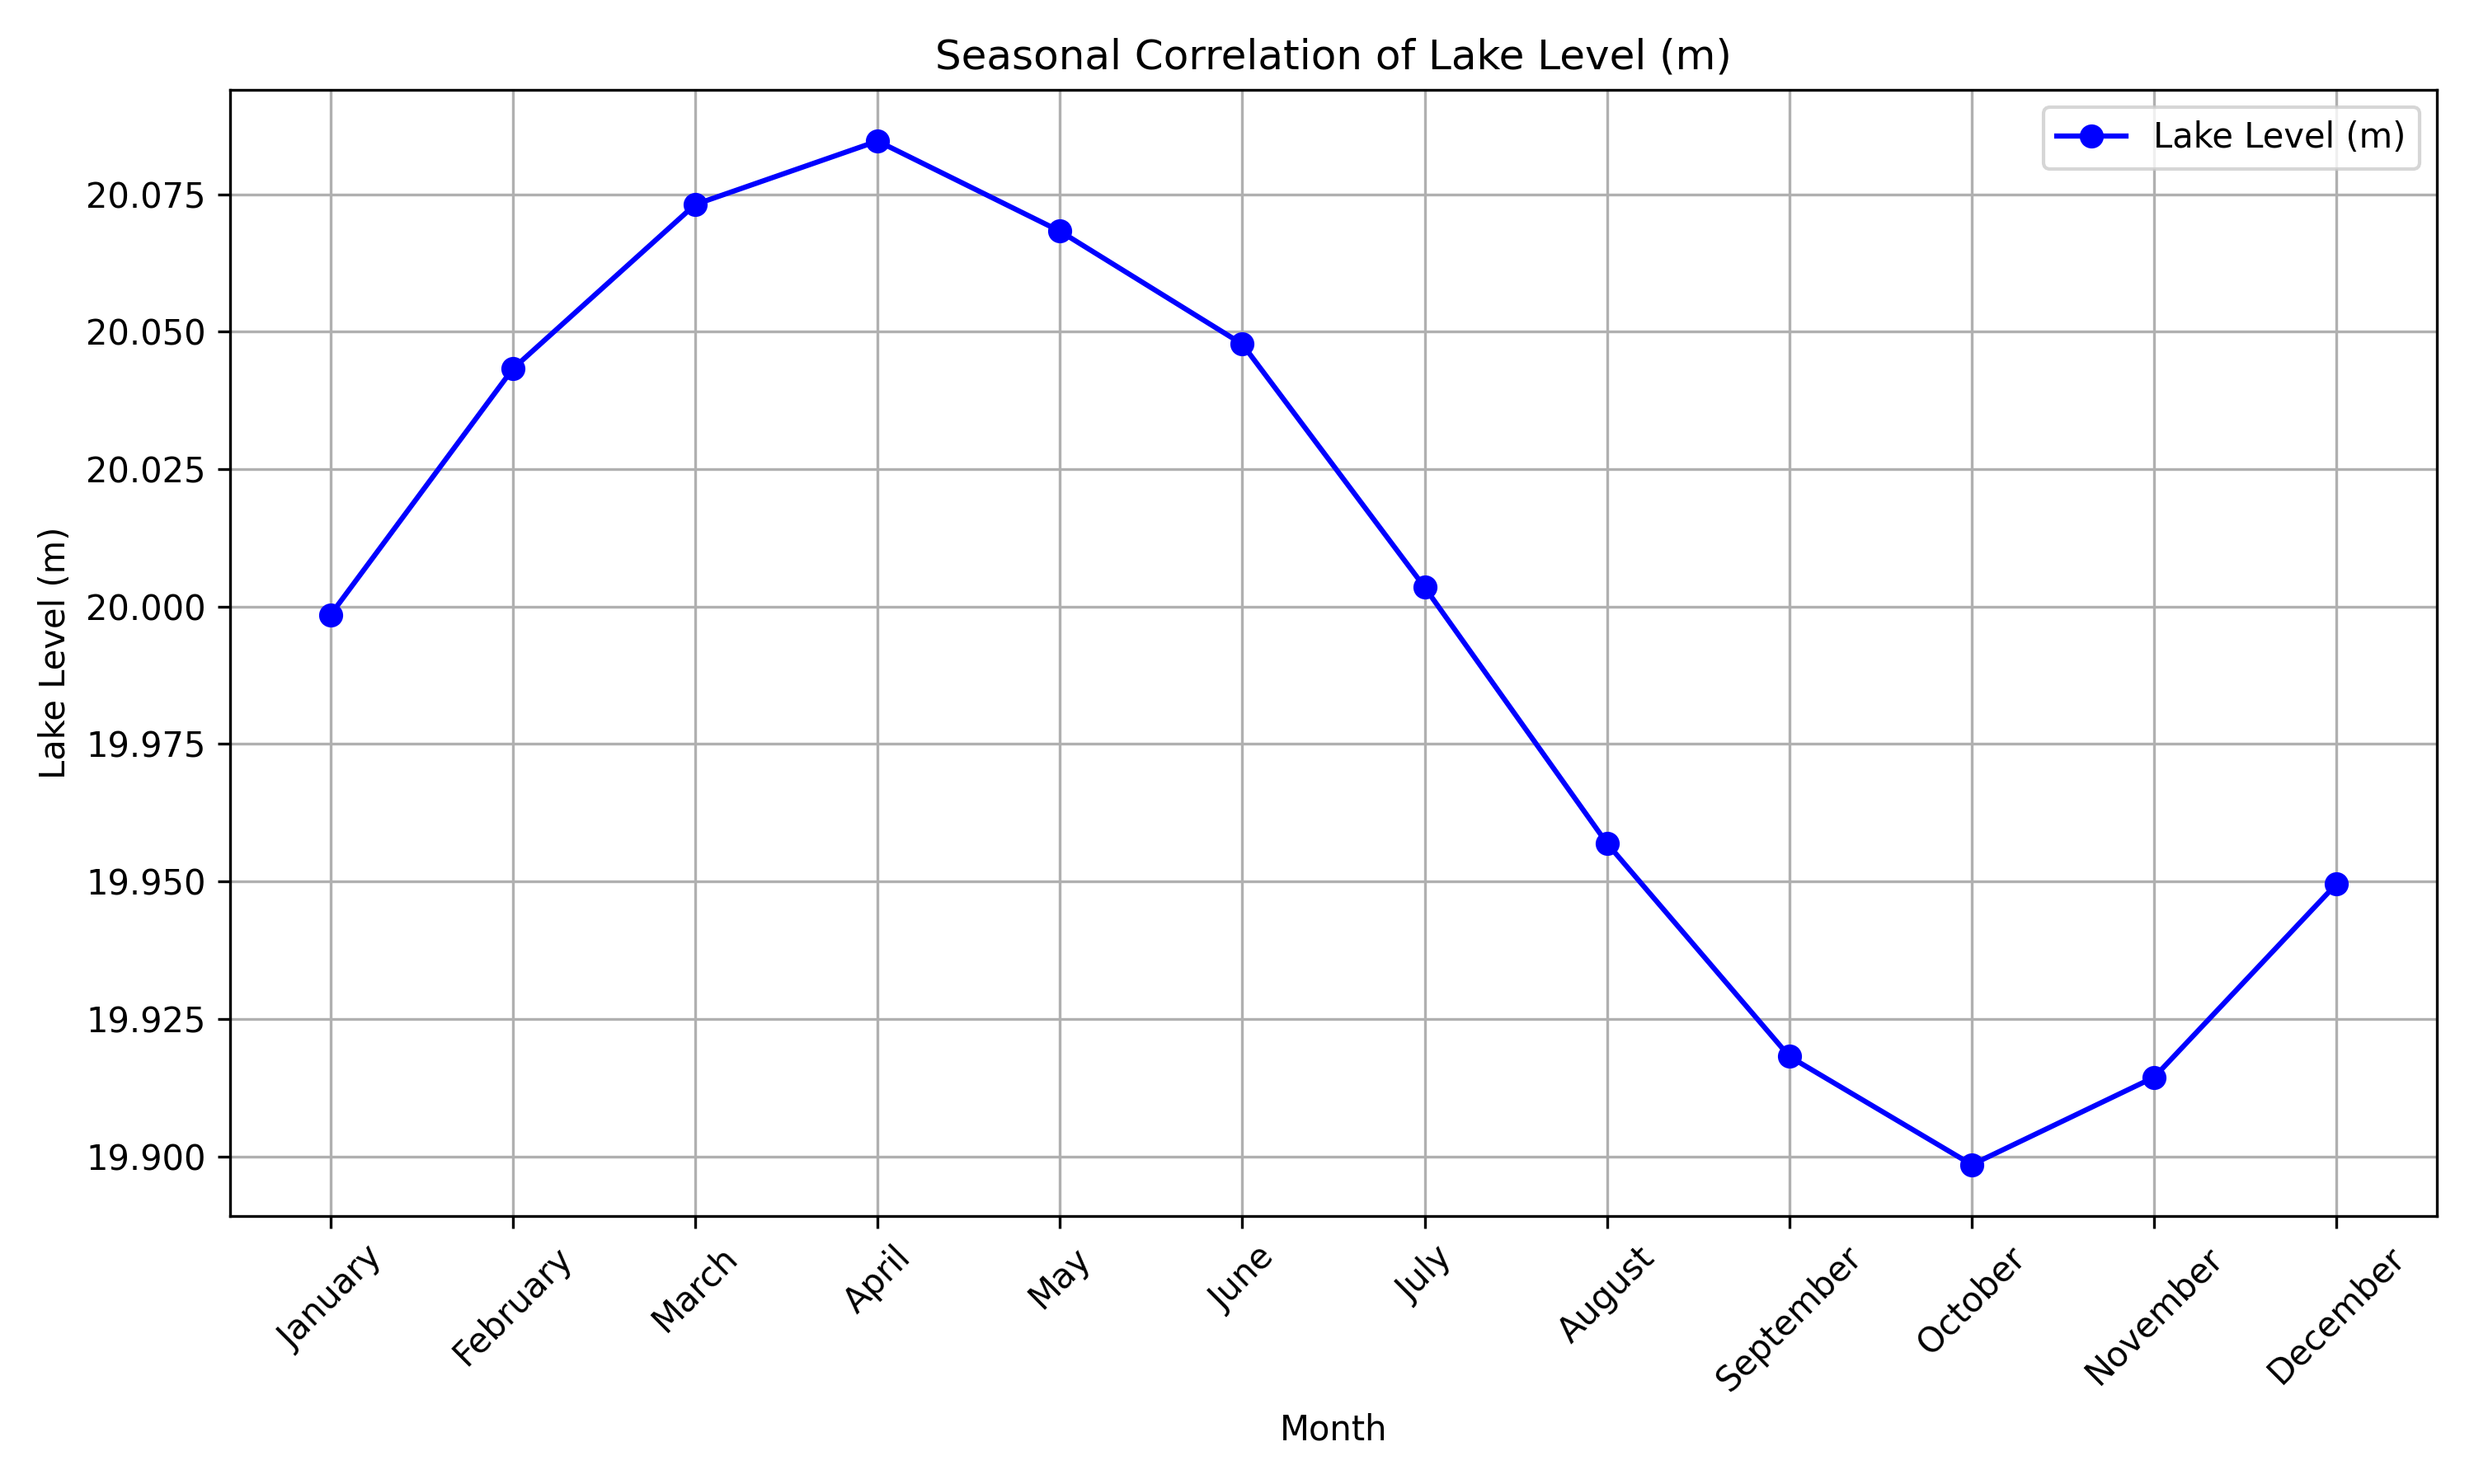 Seasonal Correlation of Lake Level (m)
Lake Level (m)
20.075
20.050
20.025
20.000
19.975
19.950
19.925
19.900
Lake Level (m)
January
February
March
April
May
June
July
August
September
October
November
December
Month